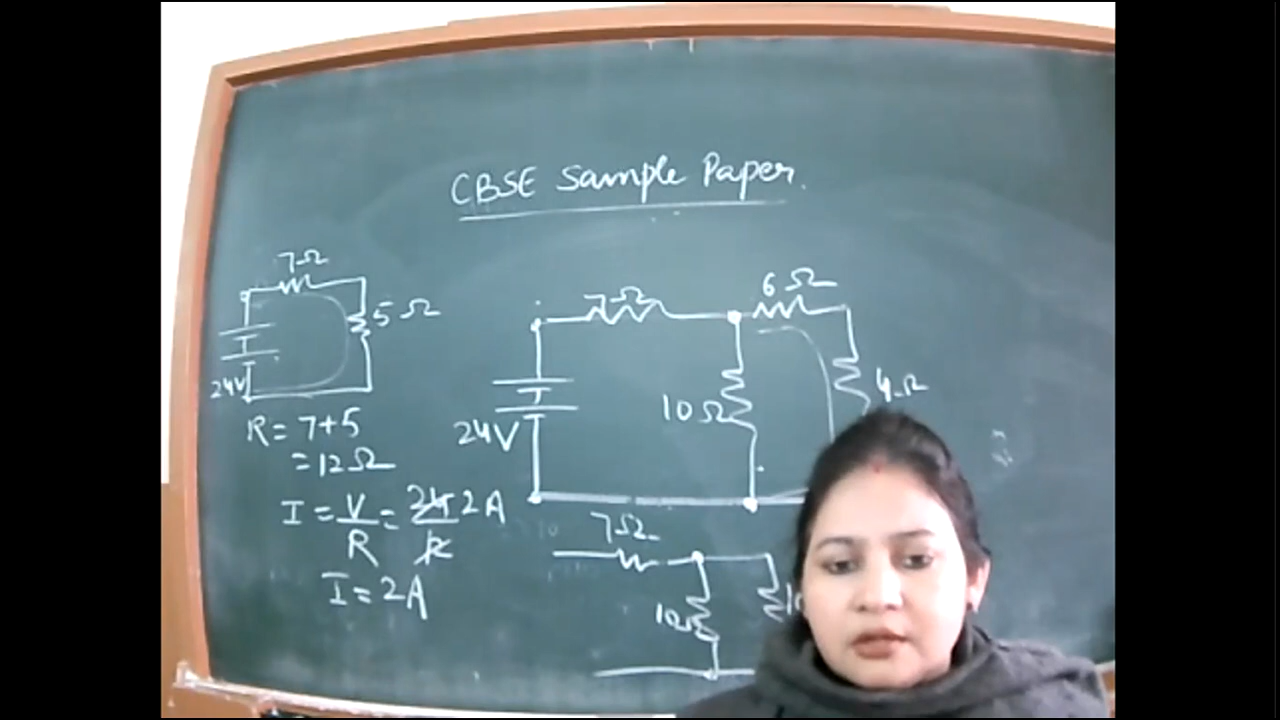 CBSE Sample Paper.
7Ω
5Ω
24V
R = 7+5
= 12Ω
I = V/R = 24/12 2A
I = 2A
7Ω
6Ω
10Ω
4Ω
24V
7Ω
10Ω